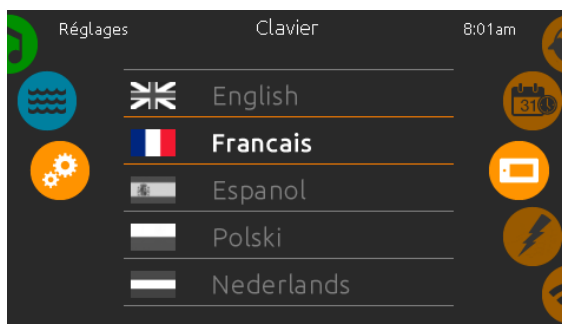 Réglages Clavier 8:01am
English
Francais
Espanol
Polski
Nederlands
31